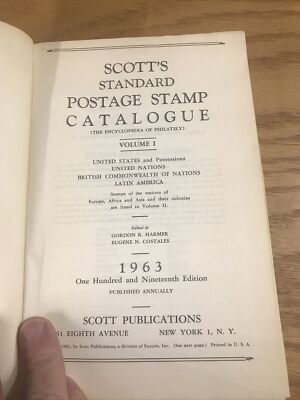 SCOTT'S
STANDARD
POSTAGE STAMP
CATALOGUE
(THE ENCYCLOPEDIA OF PHILATELY)
VOLUME I
UNITED STATES and Possessions
UNITED NATIONS
BRITISH COMMONWEALTH OF NATIONS
LATIN AMERICA
Stamps of the nations of
Europe, Africa and Asia and their colonies
are listed in Volume II.
Edited by
GORDON R. HARMER
EUGENE N. COSTALES
1963
One Hundred and Nineteenth Edition
PUBLISHED ANNUALLY
SCOTT PUBLICATIONS
EIGHTH AVENUE NEW YORK 1, N. Y.
by Scott Publications, a division of Esquire, Inc. (See next page.) Printed in U. S. A.